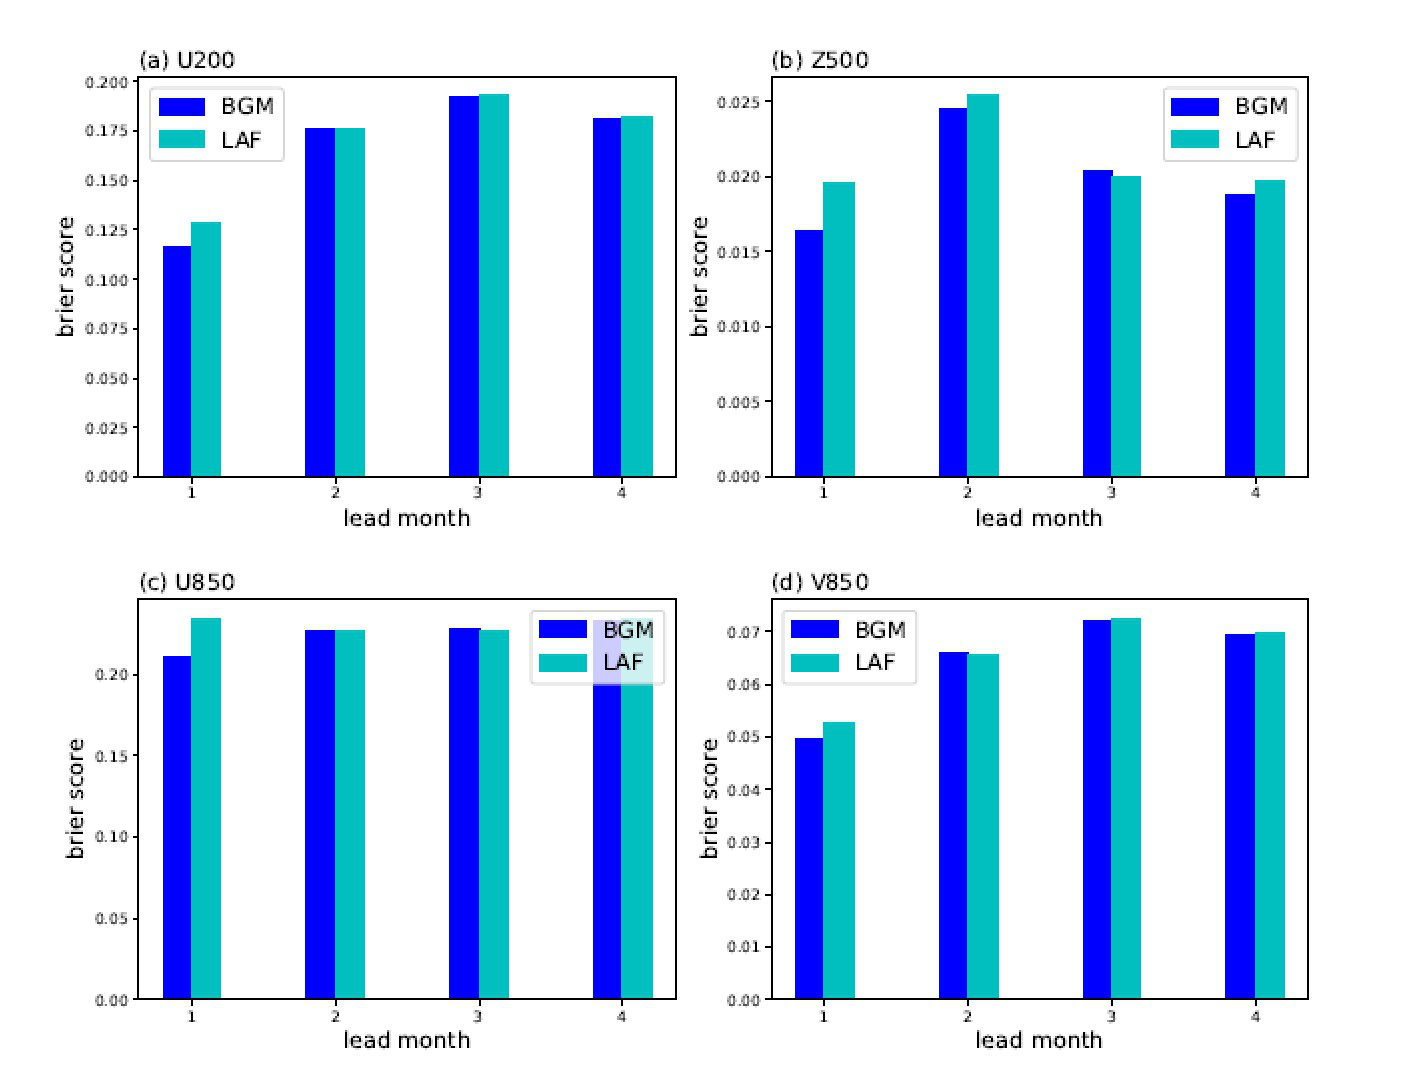 (a) U200
0.200
0.175
0.150
0.125
0.100
0.075
0.050
0.025
0.000
brier score
BGM
LAF
1 2 3 4
lead month
(b) Z500
0.025
0.020
0.015
0.010
0.005
0.000
brier score
BGM
LAF
1 2 3 4
lead month
(c) U850
0.20
0.15
0.10
0.05
0.00
brier score
BGM
LAF
1 2 3 4
lead month
(d) V850
0.07
0.06
0.05
0.04
0.03
0.02
0.01
0.00
brier score
BGM
LAF
1 2 3 4
lead month